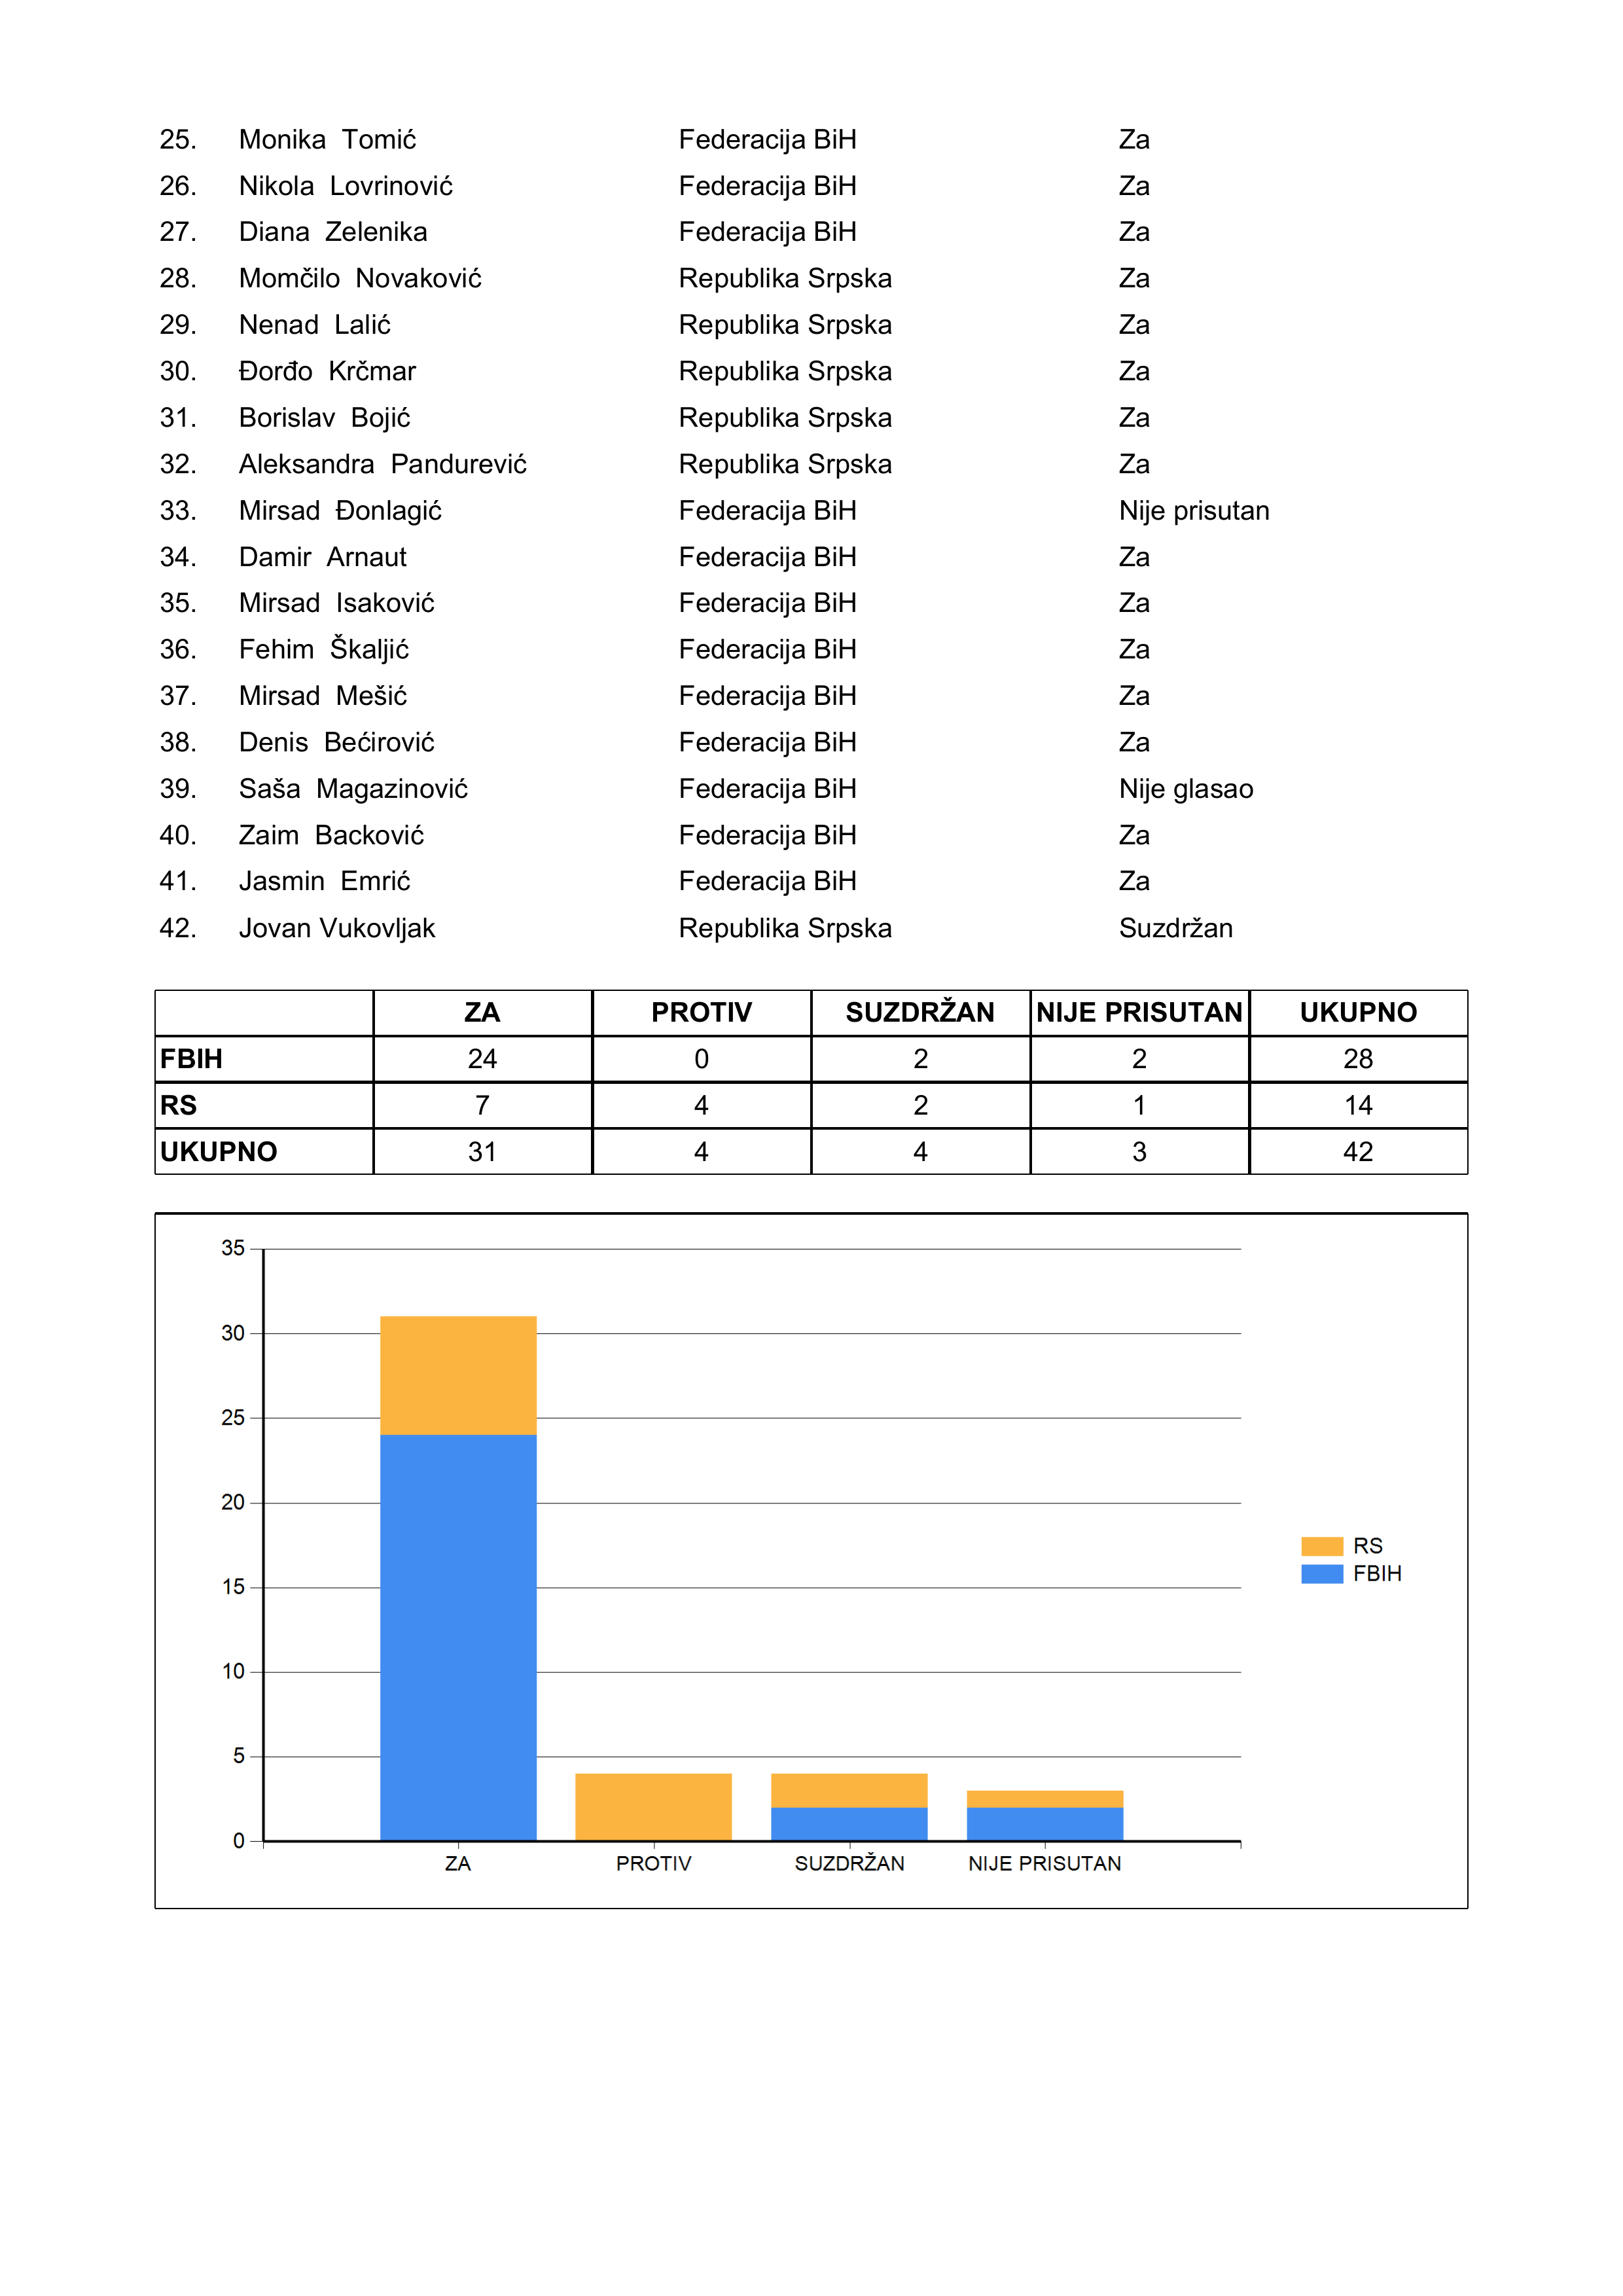 25. Monika Tomić Federacija BiH Za
26. Nikola Lovrinović Federacija BiH Za
27. Diana Zelenika Federacija BiH Za
28. Momčilo Novaković Republika Srpska Za
29. Nenad Lalić Republika Srpska Za
30. Đorđo Krčmar Republika Srpska Za
31. Borislav Bojić Republika Srpska Za
32. Aleksandra Pandurević Republika Srpska Za
33. Mirsad Đonlagić Federacija BiH Nije prisutan
34. Damir Arnaut Federacija BiH Za
35. Mirsad Isaković Federacija BiH Za
36. Fehim Škaljić Federacija BiH Za
37. Mirsad Mešić Federacija BiH Za
38. Denis Bećirović Federacija BiH Za
39. Saša Magazinović Federacija BiH Nije glasao
40. Zaim Backović Federacija BiH Za
41. Jasmin Emrić Federacija BiH Za
42. Jovan Vukovljak Republika Srpska Suzdržan
ZA PROTIV SUZDRŽAN NIJE PRISUTAN UKUPNO
FBIH 24 0 2 2 28
RS 7 4 2 1 14
UKUPNO 31 4 4 3 42
35
30
25
20
15
10
5
0
ZA PROTIV SUZDRŽAN NIJE PRISUTAN
RS
FBIH